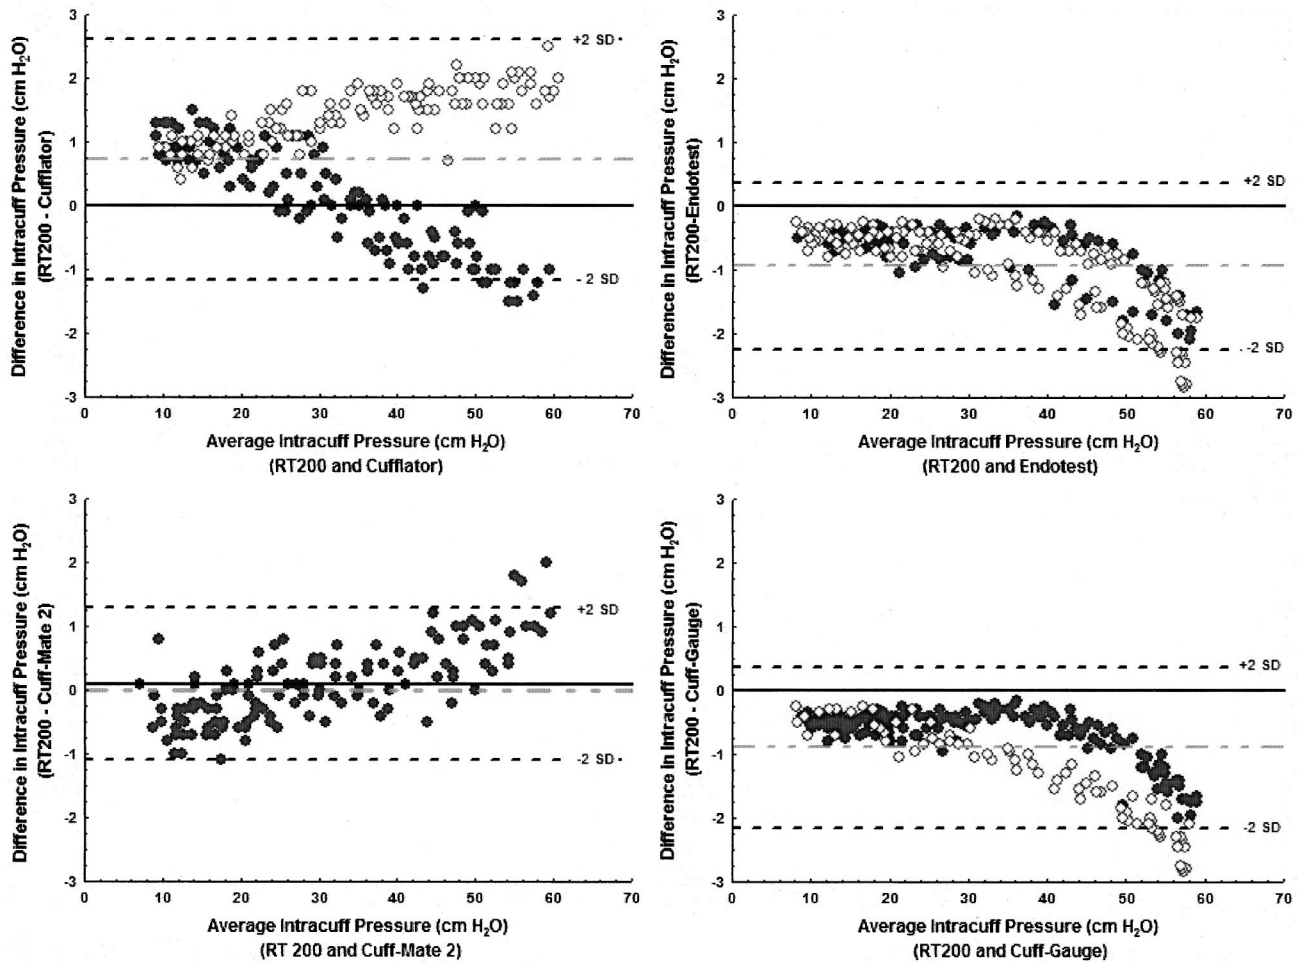 Difference in Intracuff Pressure (cm H2O)
(RT200 - Cufflator)
3
2
1
0
-1
-2
-3
+2 SD
- 2 SD
0 10 20 30 40 50 60 70
Average Intracuff Pressure (cm H2O)
(RT200 and Cufflator)
Difference in Intracuff Pressure (cm H2O)
(RT200-Endotest)
3
2
1
0
-1
-2
-3
+2 SD
-2 SD
0 10 20 30 40 50 60 70
Average Intracuff Pressure (cm H2O)
(RT200 and Endotest)
Difference in Intracuff Pressure (cm H2O)
(RT200 - Cuff-Mate 2)
3
2
1
0
-1
-2
-3
+2 SD
-2 SD
0 10 20 30 40 50 60 70
Average Intracuff Pressure (cm H2O)
(RT 200 and Cuff-Mate 2)
Difference in Intracuff Pressure (cm H2O)
(RT200 - Cuff-Gauge)
3
2
1
0
-1
-2
-3
+2 SD
-2 SD
0 10 20 30 40 50 60 70
Average Intracuff Pressure (cm H2O)
(RT200 and Cuff-Gauge)